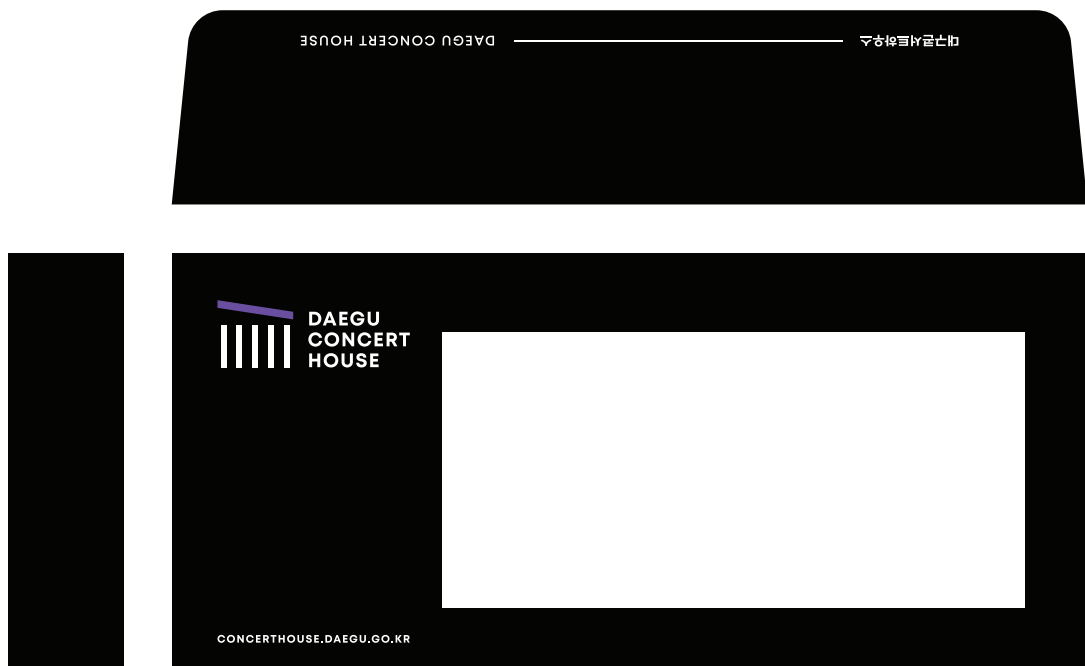 대구콘서트하우스 DAEGU CONCERT HOUSE
DAEGU
CONCERT
HOUSE
CONCERTHOUSE.DAEGU.GO.KR